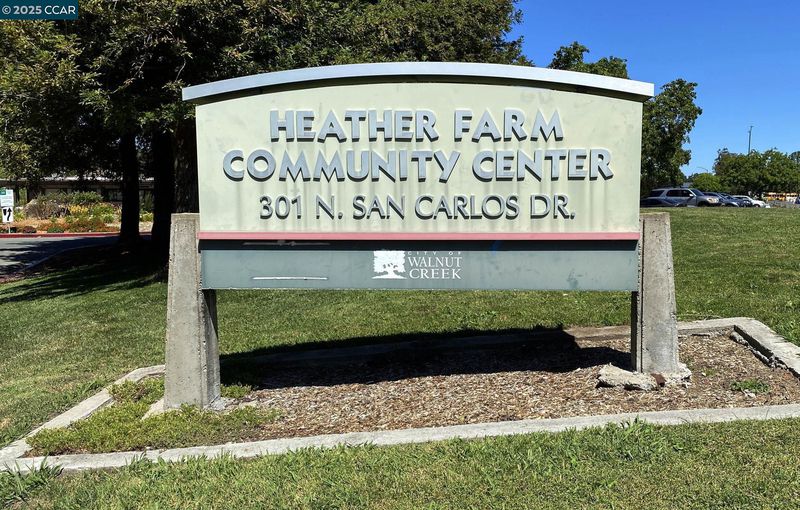 © 2025 CCAR
HEATHER FARM
COMMUNITY CENTER
301 N. SAN CARLOS DR.
CITY OF
WALNUT
CREEK